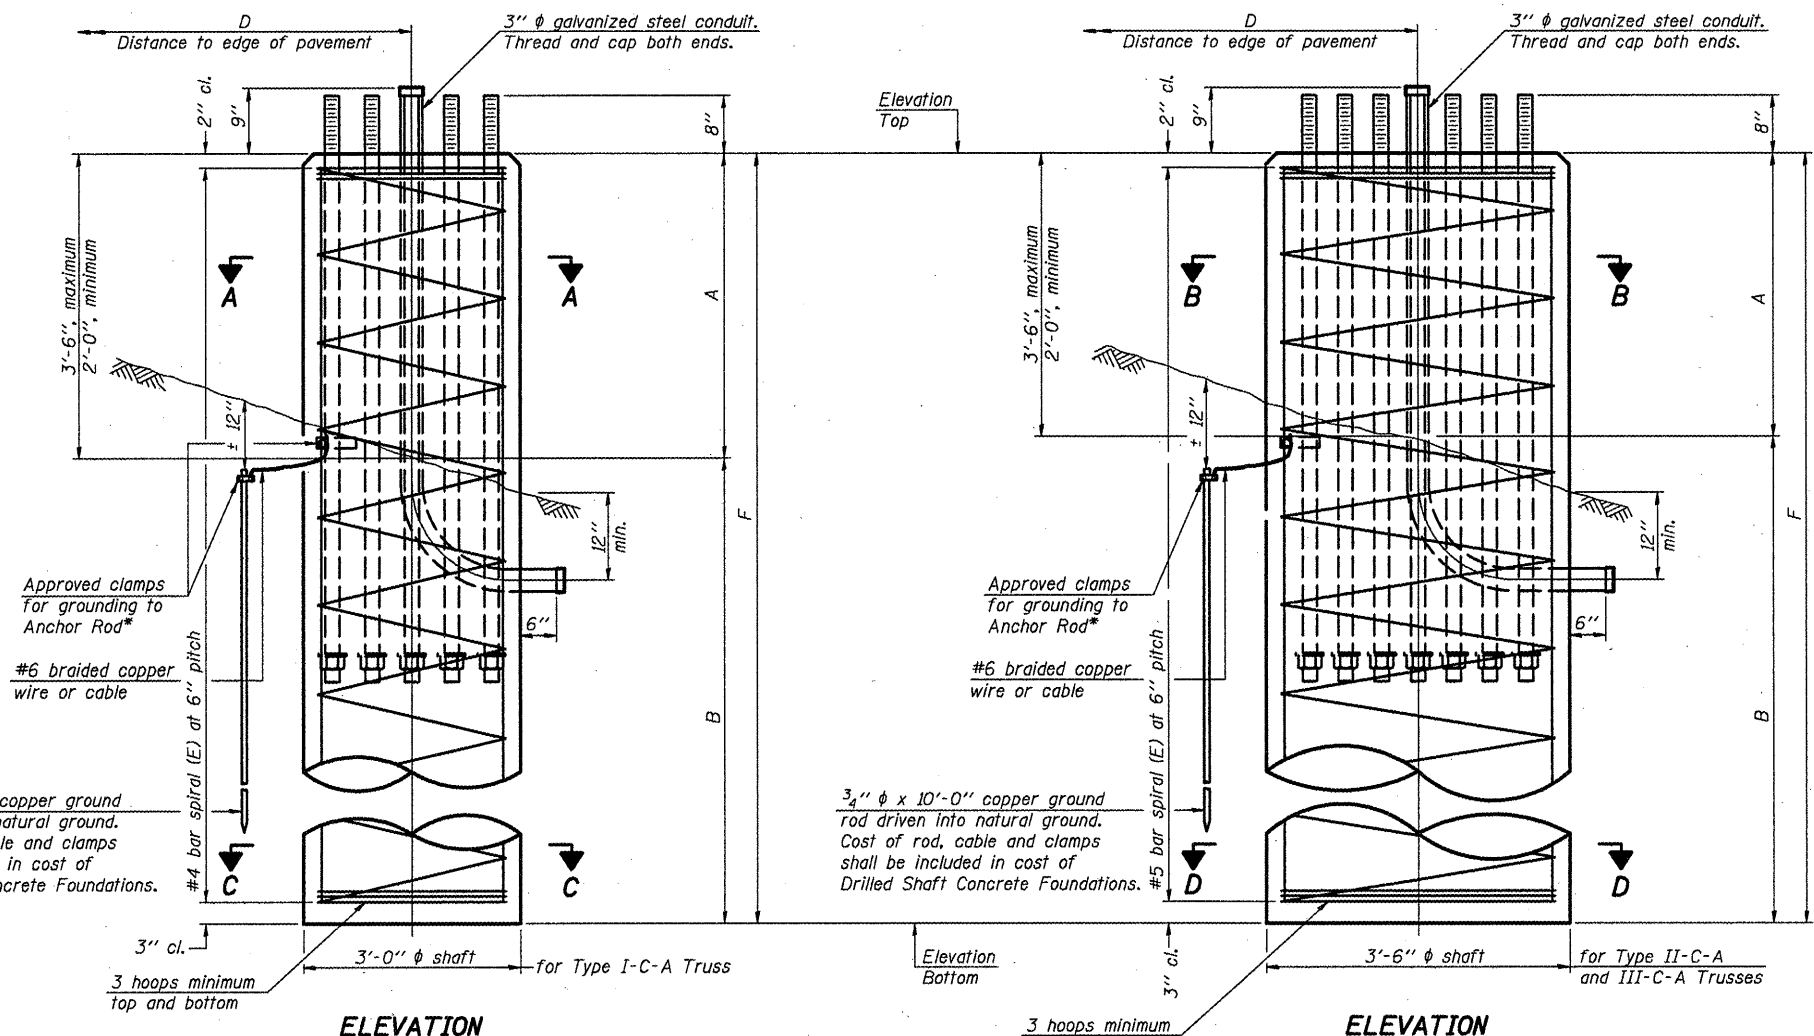 D
Distance to edge of pavement
3" φ galvanized steel conduit.
Thread and cap both ends.
2" cl.
9"
8"
3'-6", maximum
2'-0", minimum
A
A
A
± 12"
F
12"
min.
Approved clamps
for grounding to
Anchor Rod*
6"
#6 braided copper
wire or cable
#4 bar spiral (E) at 6" pitch
B
copper ground
natural ground.
le and clamps
in cost of
ncrete Foundations.
C
C
3" cl.
3'-0" φ shaft
for Type I-C-A Truss
3 hoops minimum
top and bottom
ELEVATION
Elevation
Top
Elevation
Bottom
D
Distance to edge of pavement
3" φ galvanized steel conduit.
Thread and cap both ends.
2" cl.
9"
8"
3'-6", maximum
2'-0", minimum
B
B
A
± 12"
F
12"
min.
Approved clamps
for grounding to
Anchor Rod*
6"
#6 braided copper
wire or cable
#5 bar spiral (E) at 6" pitch
B
3/4" φ x 10'-0" copper ground
rod driven into natural ground.
Cost of rod, cable and clamps
shall be included in cost of
Drilled Shaft Concrete Foundations.
D
D
3" cl.
3'-6" φ shaft
for Type II-C-A
and III-C-A Trusses
3 hoops minimum
ELEVATION